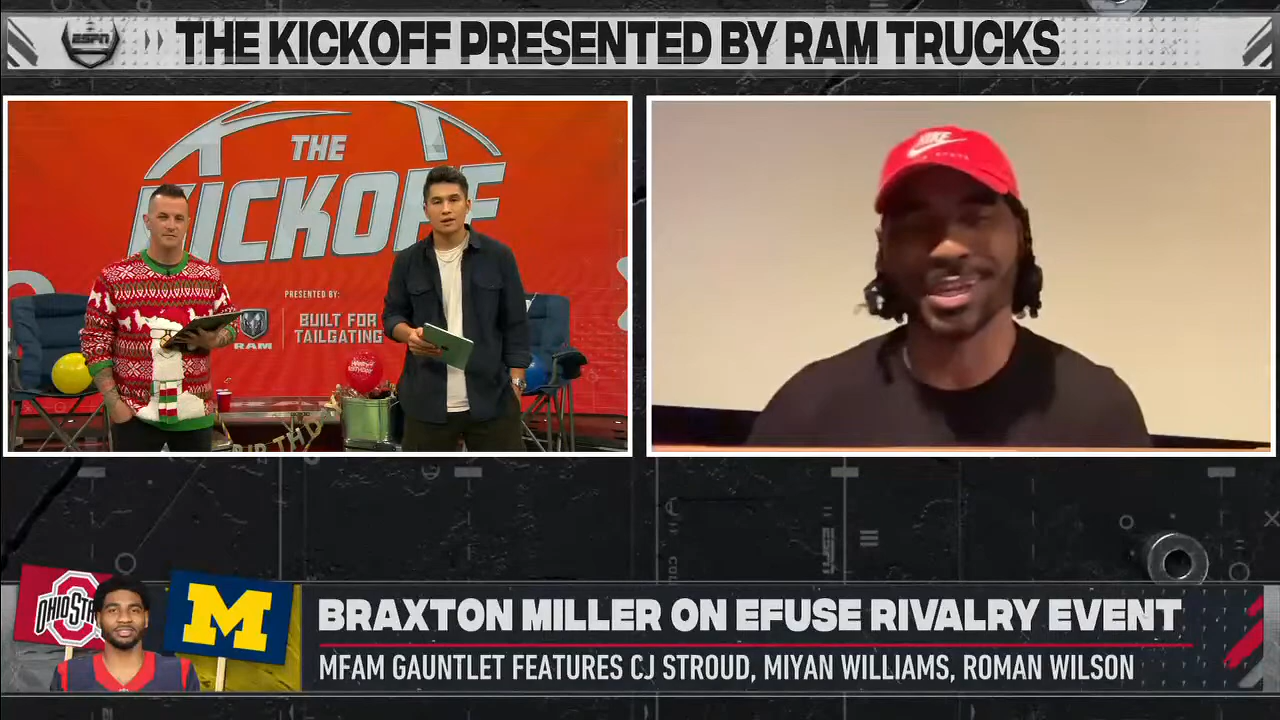 ESPN
THE KICKOFF PRESENTED BY RAM TRUCKS
THE
KICKOFF
PRESENTED BY:
RAM
BUILT FOR
TAILGATING
NIKE
OHIO STATE
M
BRAXTON MILLER ON EFUSE RIVALRY EVENT
MFAM GAUNTLET FEATURES CJ STROUD, MIYAN WILLIAMS, ROMAN WILSON